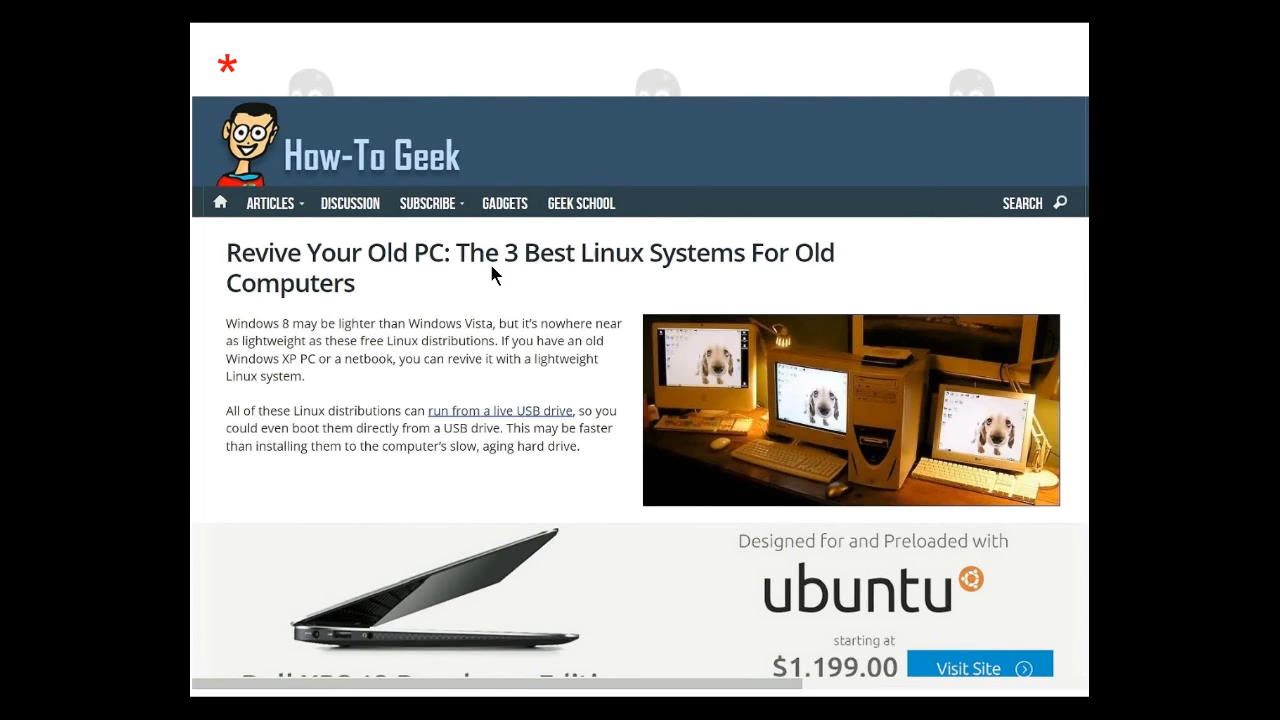 *
How-To Geek
ARTICLES DISCUSSION SUBSCRIBE GADGETS GEEK SCHOOL SEARCH
Revive Your Old PC: The 3 Best Linux Systems For Old
Computers
Windows 8 may be lighter than Windows Vista, but it's nowhere near
as lightweight as these free Linux distributions. If you have an old
Windows XP PC or a netbook, you can revive it with a lightweight
Linux system.
All of these Linux distributions can run from a live USB drive, so you
could even boot them directly from a USB drive. This may be faster
than installing them to the computer's slow, aging hard drive.
Designed for and Preloaded with
ubuntu
starting at
$1,199.00 Visit Site